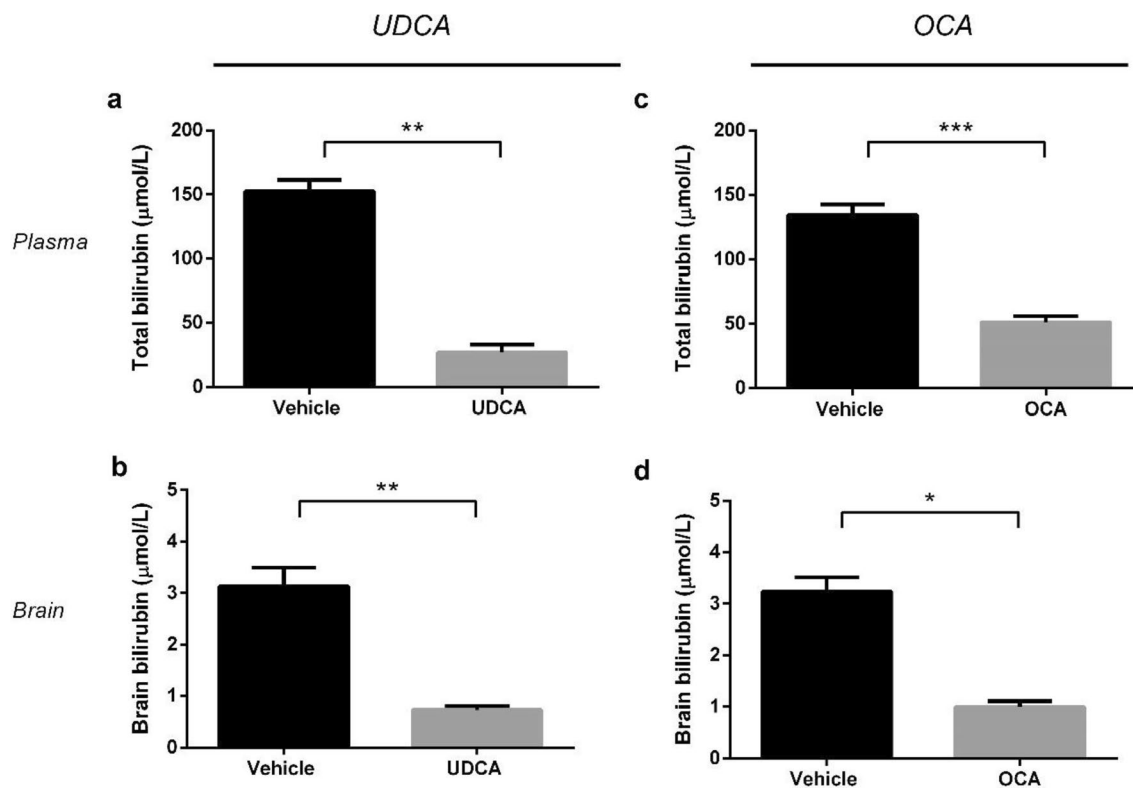 UDCA
OCA
a
Total bilirubin (μmol/L)
200
150
100
50
0
**
Vehicle
UDCA
c
Total bilirubin (μmol/L)
200
150
100
50
0
***
Vehicle
OCA
Plasma
b
Brain bilirubin (μmol/L)
5
4
3
2
1
0
**
Vehicle
UDCA
d
Brain bilirubin (μmol/L)
5
4
3
2
1
0
*
Vehicle
OCA
Brain